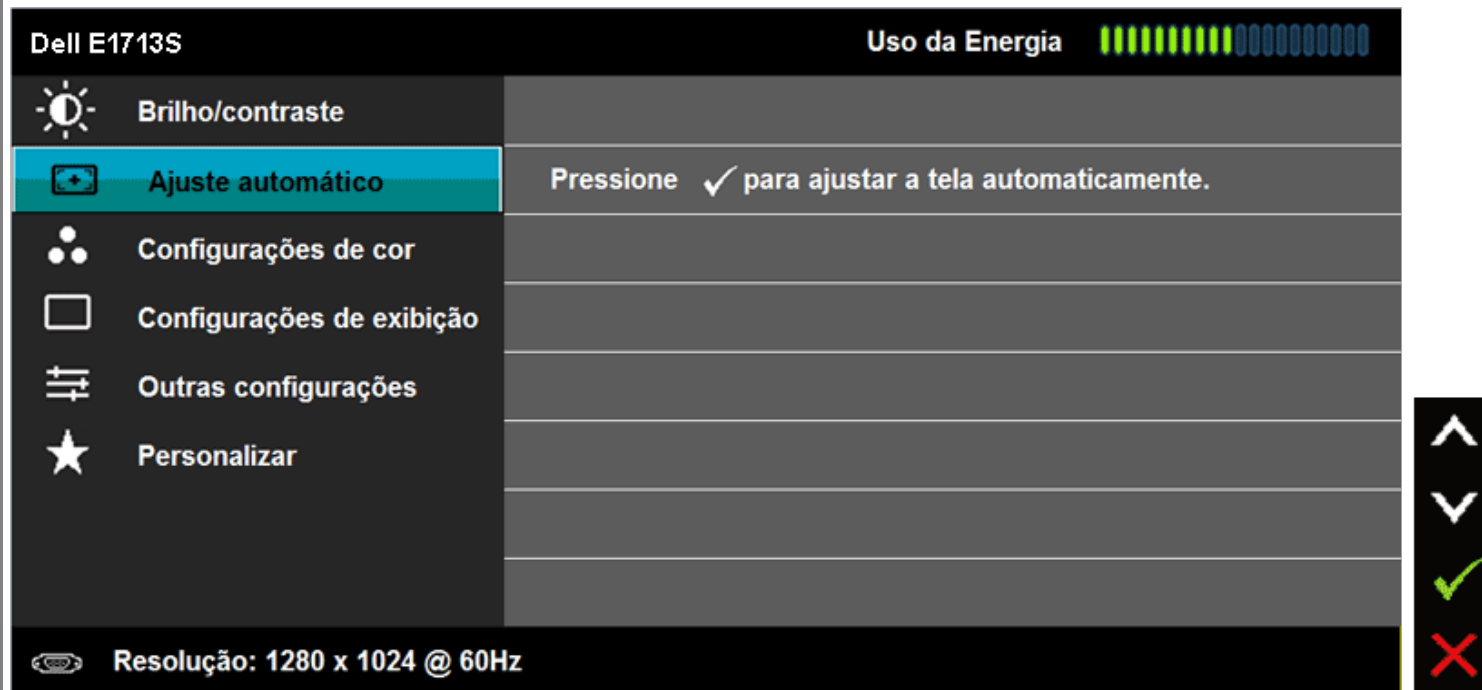 Dell E1713S
Uso da Energia
Brilho/contraste
Ajuste automático
Pressione ✓ para ajustar a tela automaticamente.
Configurações de cor
Configurações de exibição
Outras configurações
Personalizar
Resolução: 1280 x 1024 @ 60Hz